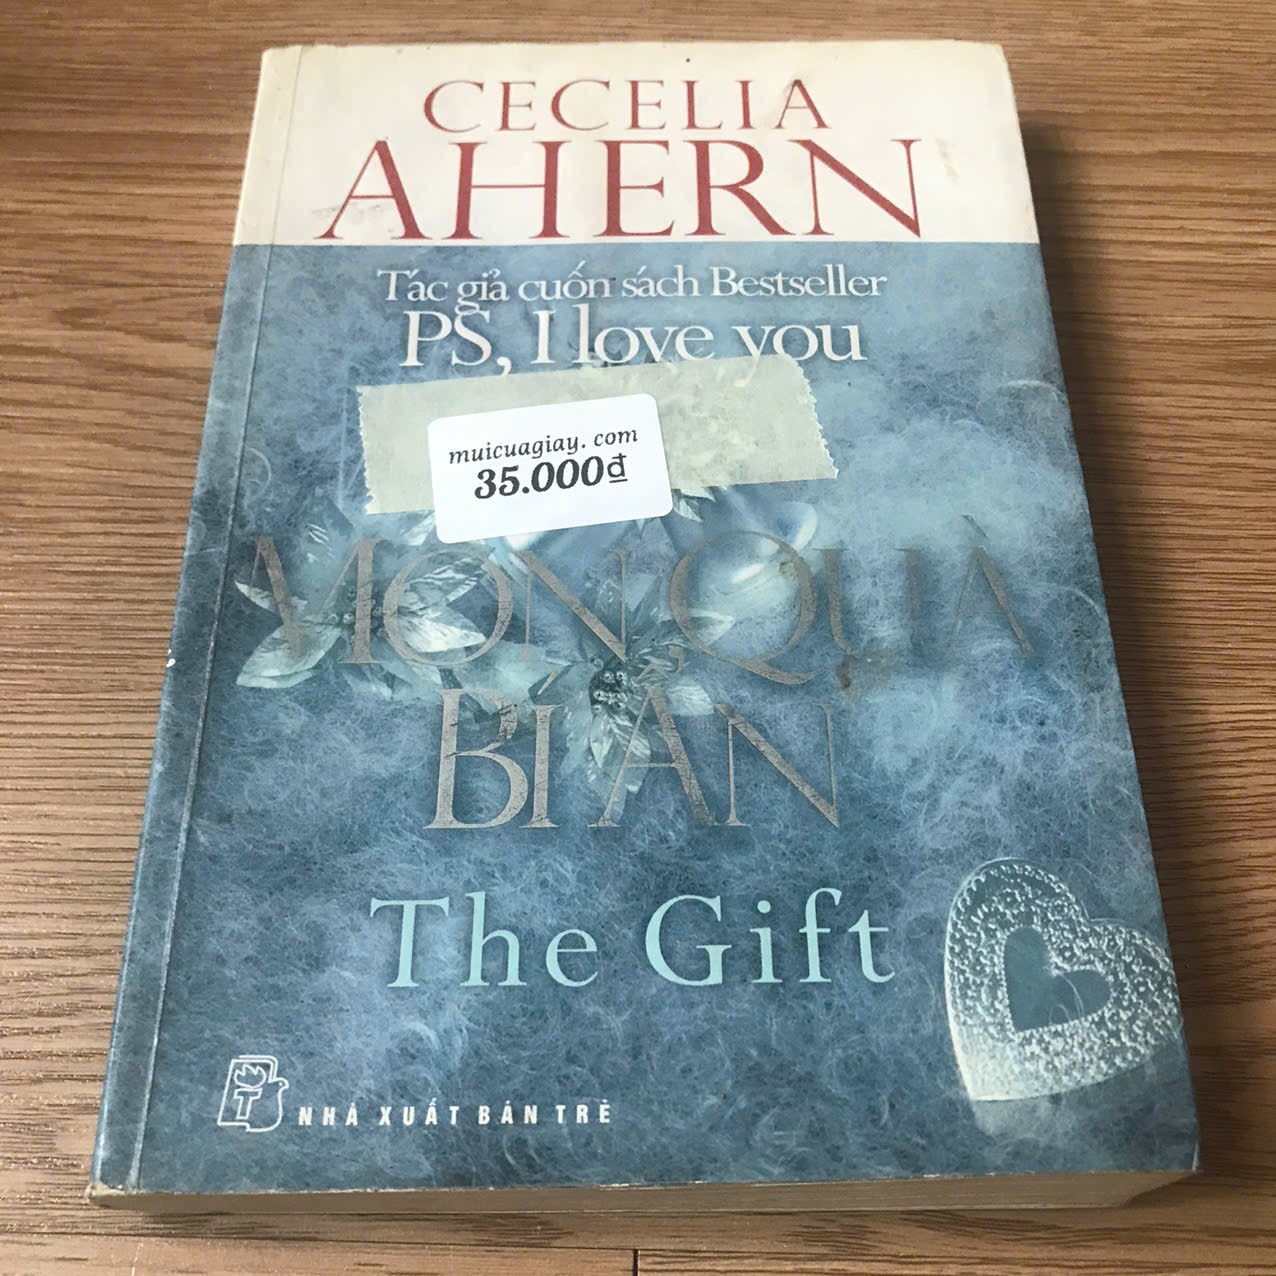 CECELIA
AHERN
Tác giả cuốn sách Bestseller
PS, I love you
muicuagiay. com
35.000đ
MÓN QUÀ
BÍ ẨN
The Gift
T
NHÀ XUẤT BẢN TRẺ